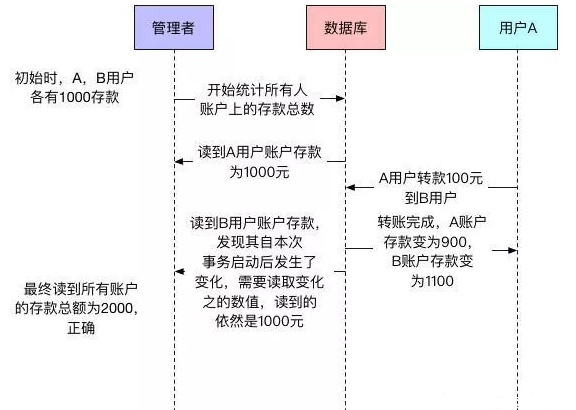 管理者
数据库
用户A
初始时，A，B用户
各有1000存款
开始统计所有人
账户上的存款总数
读到A用户账户存款
为1000元
A用户转款100元
到B用户
读到B用户账户存款，
发现其自本次
事务启动后发生了
变化，需要读取变化
之的数值，读到的
依然是1000元
转账完成，A账户
存款变为900，
B账户存款变
为1100
最终读到所有账户
的存款总额为2000，
正确